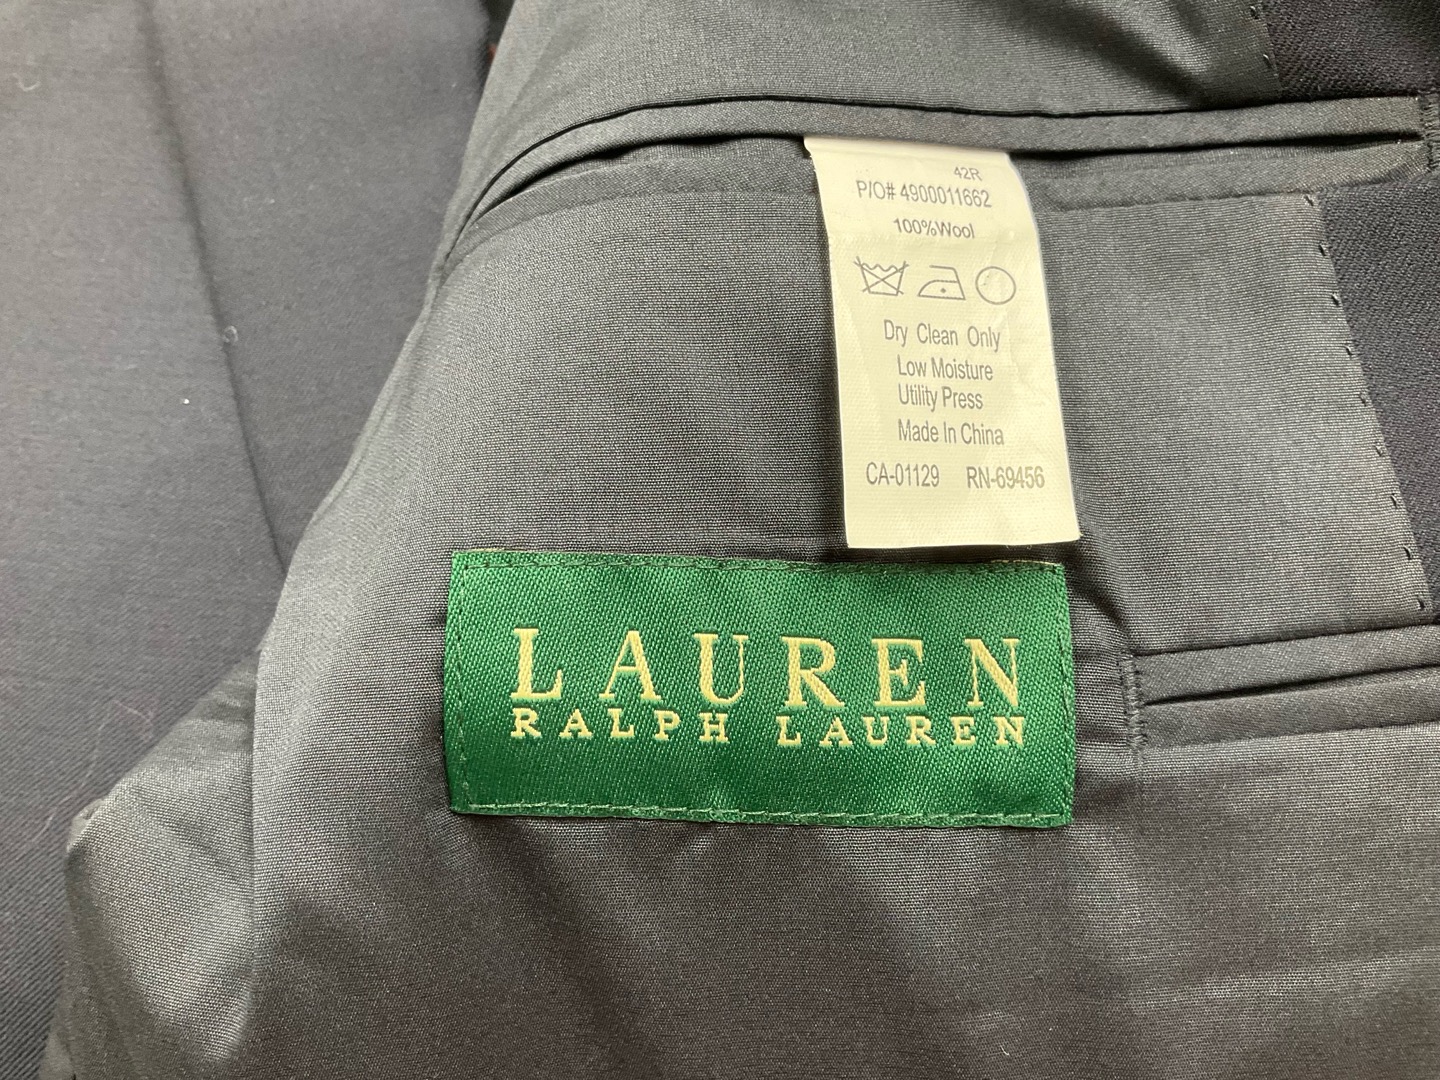 42R
P/O# 4900011662
100%Wool
Dry Clean Only
Low Moisture
Utility Press
Made In China
CA-01129 RN-69456
LAUREN
RALPH LAUREN